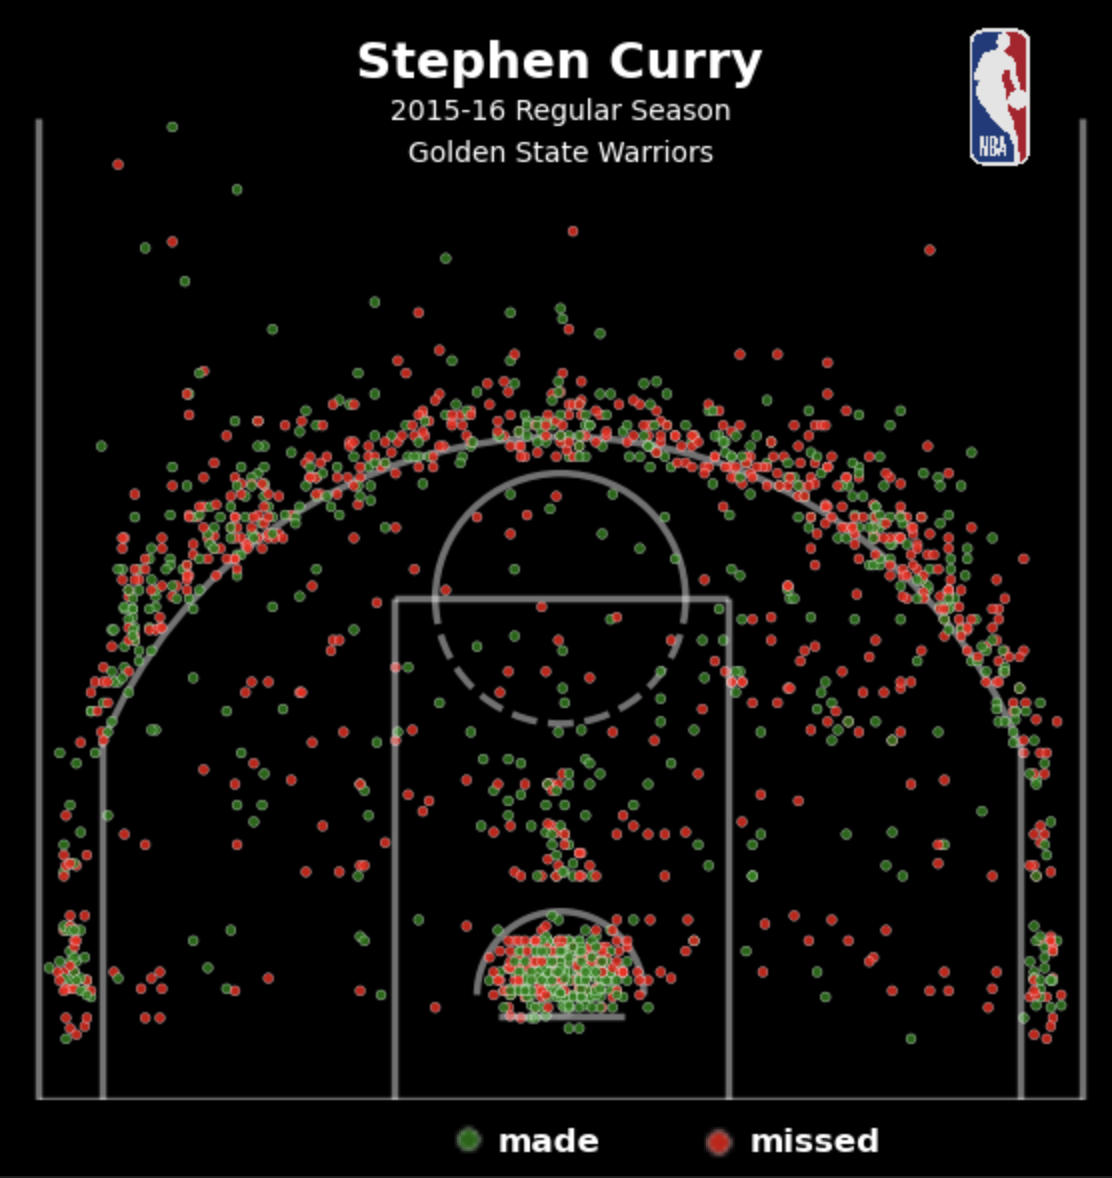 Stephen Curry
2015-16 Regular Season
Golden State Warriors
NBA
made
missed